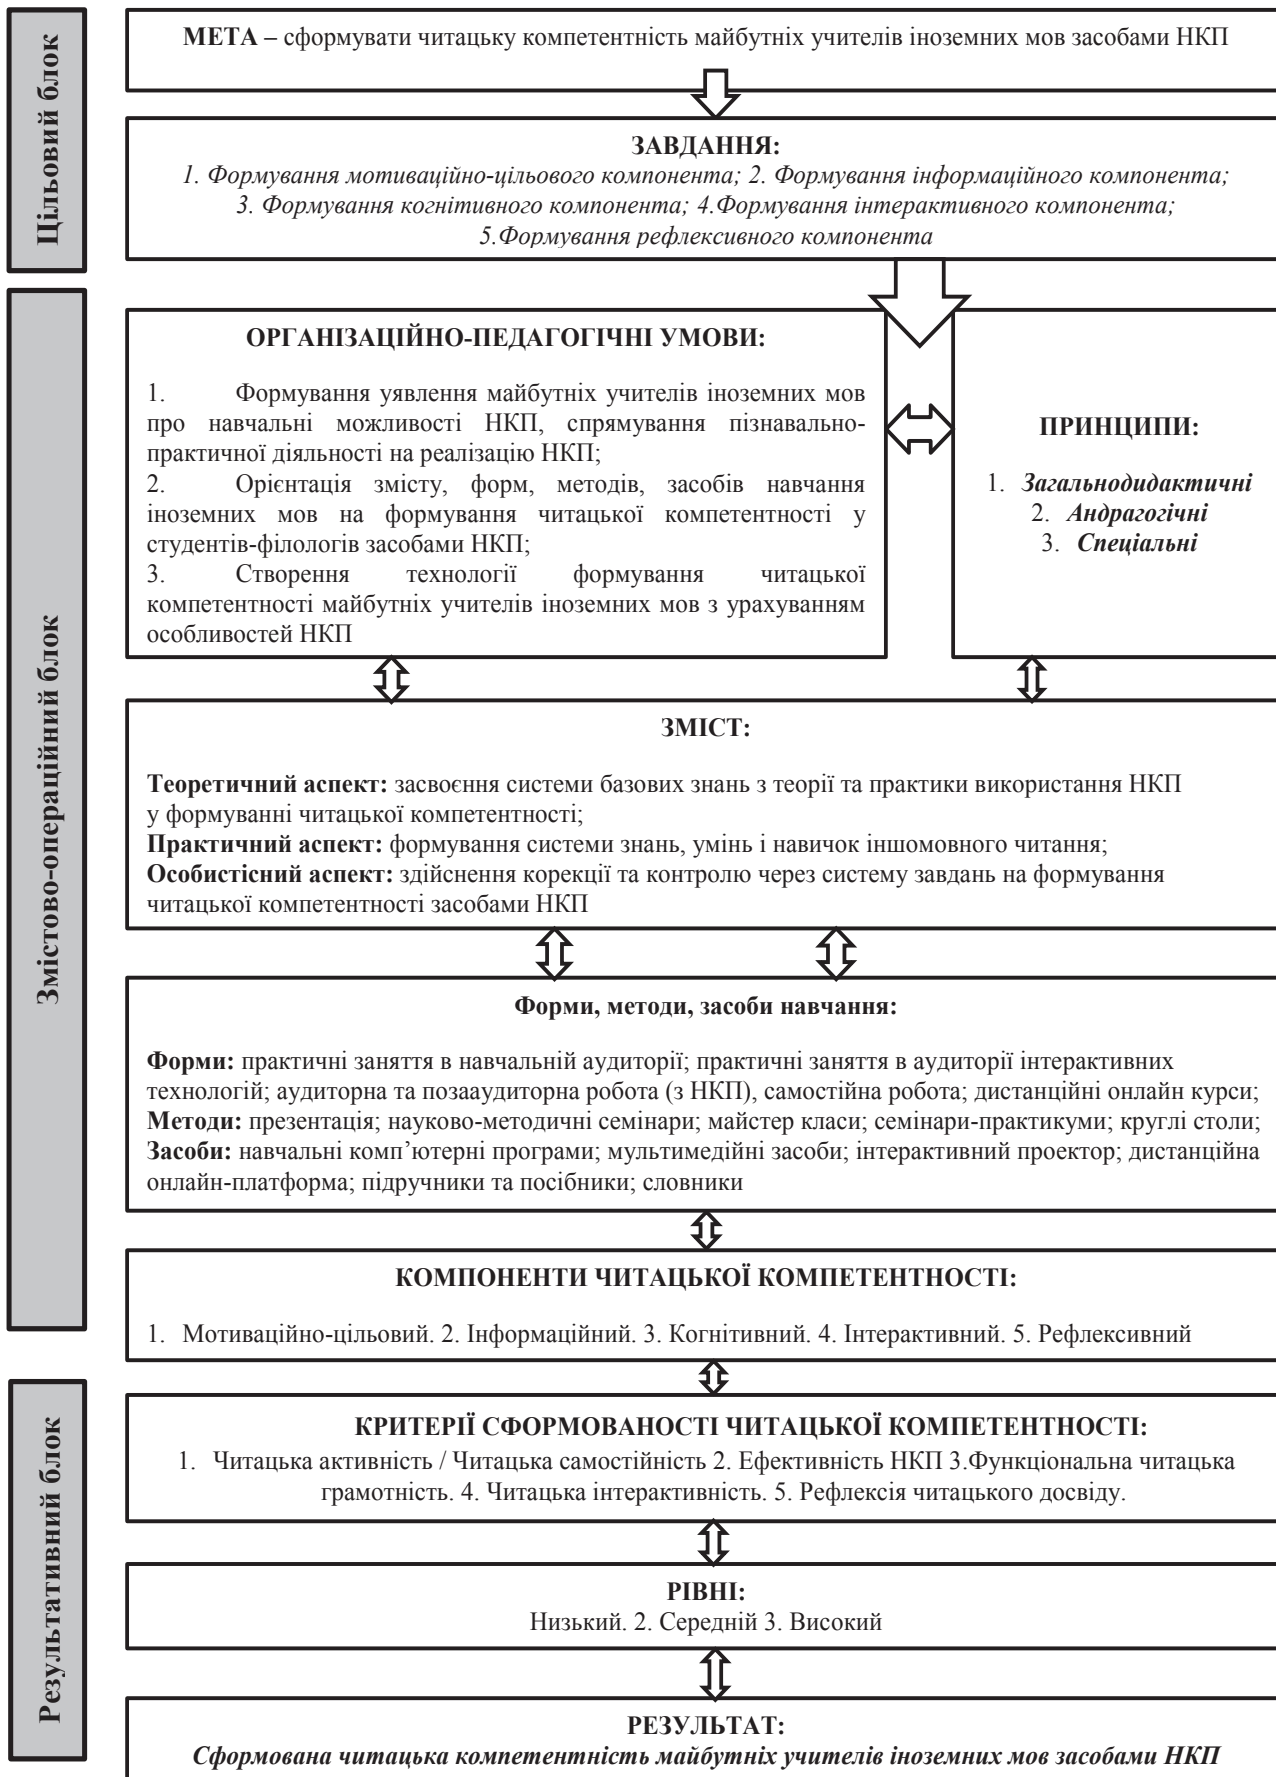 Цільовий блок
МЕТА – сформувати читацьку компетентність майбутніх учителів іноземних мов засобами НКП
ЗАВДАННЯ:
1. Формування мотиваційно-цільового компонента; 2. Формування інформаційного компонента;
3. Формування когнітивного компонента; 4.Формування інтерактивного компонента;
5.Формування рефлексивного компонента
Змістово-операційний блок
ОРГАНІЗАЦІЙНО-ПЕДАГОГІЧНІ УМОВИ:
1. Формування уявлення майбутніх учителів іноземних мов
про навчальні можливості НКП, спрямування пізнавально-
практичної діяльності на реалізацію НКП;
2. Орієнтація змісту, форм, методів, засобів навчання
іноземних мов на формування читацької компетентності у
студентів-філологів засобами НКП;
3. Створення технології формування читацької
компетентності майбутніх учителів іноземних мов з урахуванням
особливостей НКП
ПРИНЦИПИ:
1. Загальнодидактичні
2. Андрагогічні
3. Спеціальні
ЗМІСТ:
Теоретичний аспект: засвоєння системи базових знань з теорії та практики використання НКП
у формуванні читацької компетентності;
Практичний аспект: формування системи знань, умінь і навичок іншомовного читання;
Особистісний аспект: здійснення корекції та контролю через систему завдань на формування
читацької компетентності засобами НКП
Форми, методи, засоби навчання:
Форми: практичні заняття в навчальній аудиторії; практичні заняття в аудиторії інтерактивних
технологій; аудиторна та позааудиторна робота (з НКП), самостійна робота; дистанційні онлайн курси;
Методи: презентація; науково-методичні семінари; майстер класи; семінари-практикуми; круглі столи;
Засоби: навчальні комп’ютерні програми; мультимедійні засоби; інтерактивний проектор; дистанційна
онлайн-платформа; підручники та посібники; словники
КОМПОНЕНТИ ЧИТАЦЬКОЇ КОМПЕТЕНТНОСТІ:
1. Мотиваційно-цільовий. 2. Інформаційний. 3. Когнітивний. 4. Інтерактивний. 5. Рефлексивний
Результативний блок
КРИТЕРІЇ СФОРМОВАНОСТІ ЧИТАЦЬКОЇ КОМПЕТЕНТНОСТІ:
1. Читацька активність / Читацька самостійність 2. Ефективність НКП 3.Функціональна читацька
грамотність. 4. Читацька інтерактивність. 5. Рефлексія читацького досвіду.
РІВНІ:
Низький. 2. Середній 3. Високий
РЕЗУЛЬТАТ:
Сформована читацька компетентність майбутніх учителів іноземних мов засобами НКП